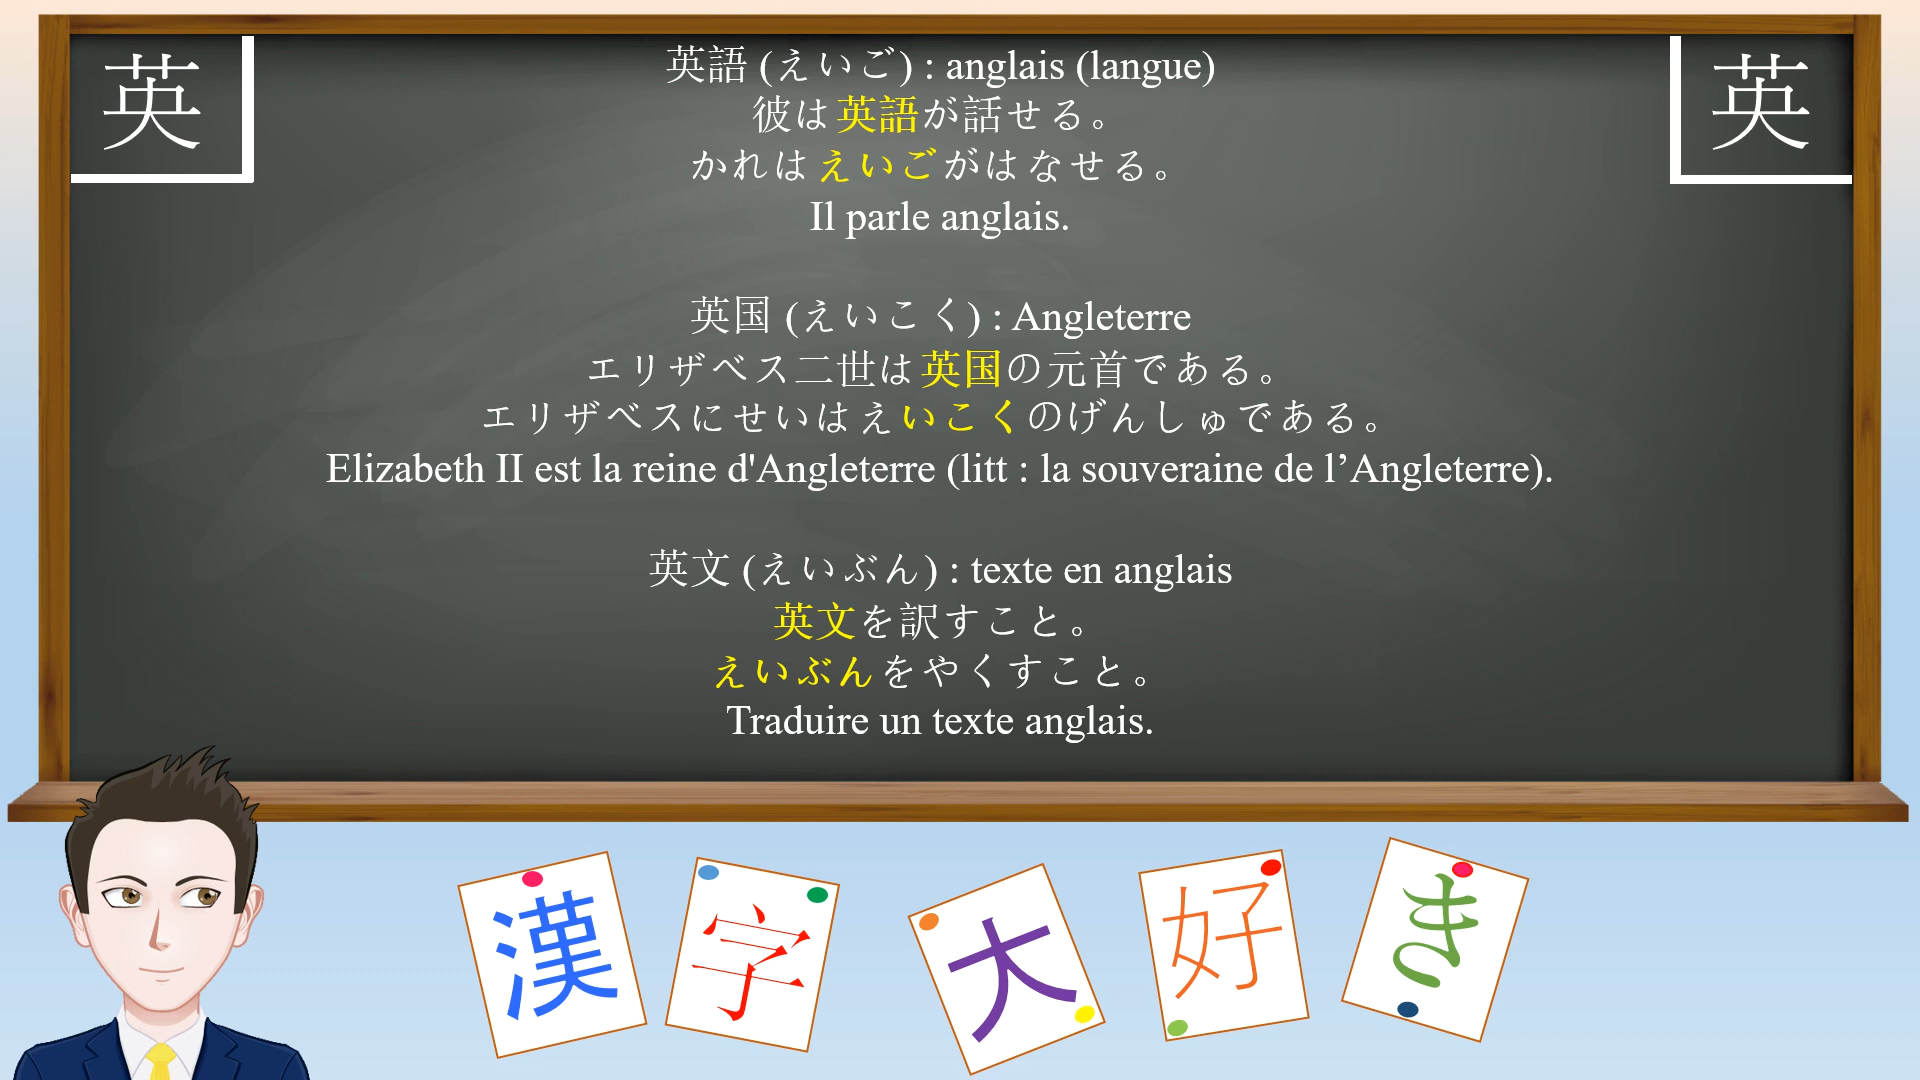 英
英
英語 (えいご) : anglais (langue)
彼は英語が話せる。
かれはえいごがはなせる。
Il parle anglais.
英国 (えいこく) : Angleterre
エリザベス二世は英国の元首である。
エリザベスにせいはえいこくのげんしゅである。
Elizabeth II est la reine d'Angleterre (litt : la souveraine de l’Angleterre).
英文 (えいぶん) : texte en anglais
英文を訳すこと。
えいぶんをやくすこと。
Traduire un texte anglais.
漢字大好き